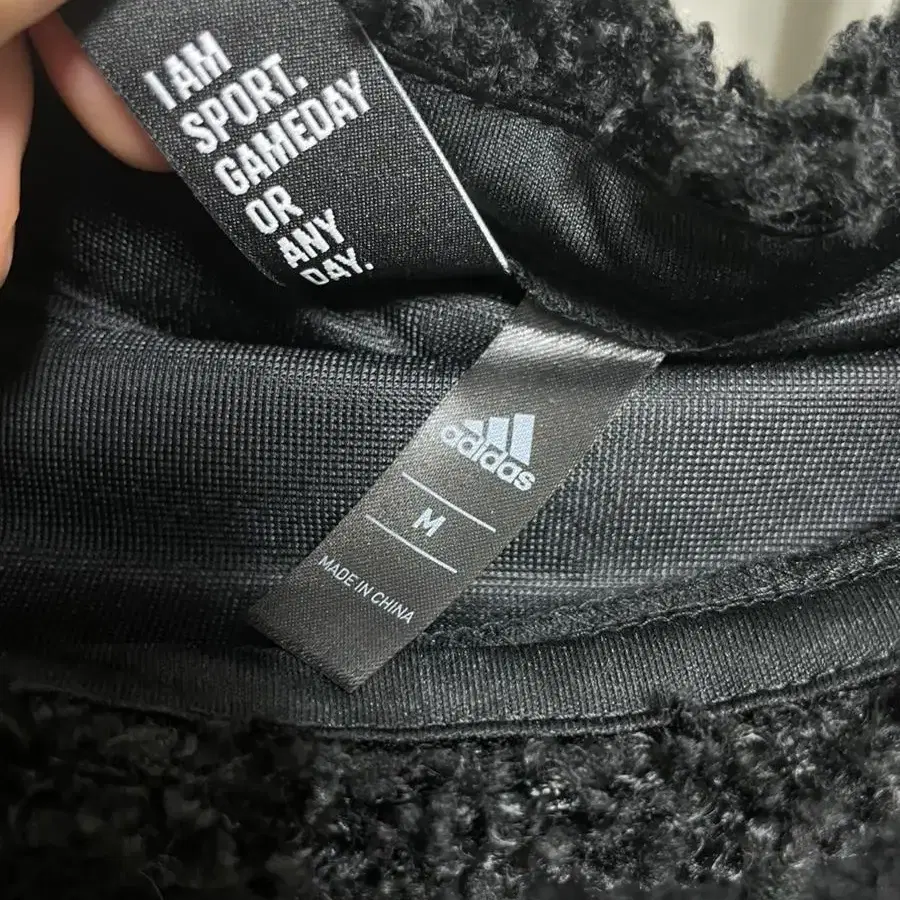 I AM
SPORT.
GAMEDAY
OR
ANY
DAY.
adidas
M
MADE IN CHINA